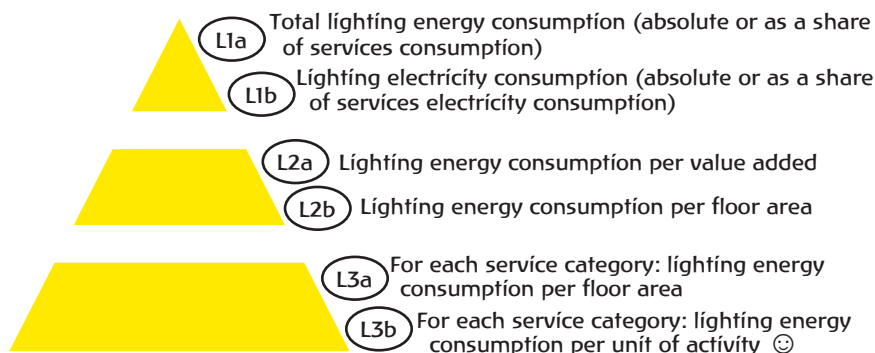 L1a Total lighting energy consumption (absolute or as a share
of services consumption)
L1b Lighting electricity consumption (absolute or as a share
of services electricity consumption)
L2a Lighting energy consumption per value added
L2b Lighting energy consumption per floor area
L3a For each service category: lighting energy
consumption per floor area
L3b For each service category: lighting energy
consumption per unit of activity ☺